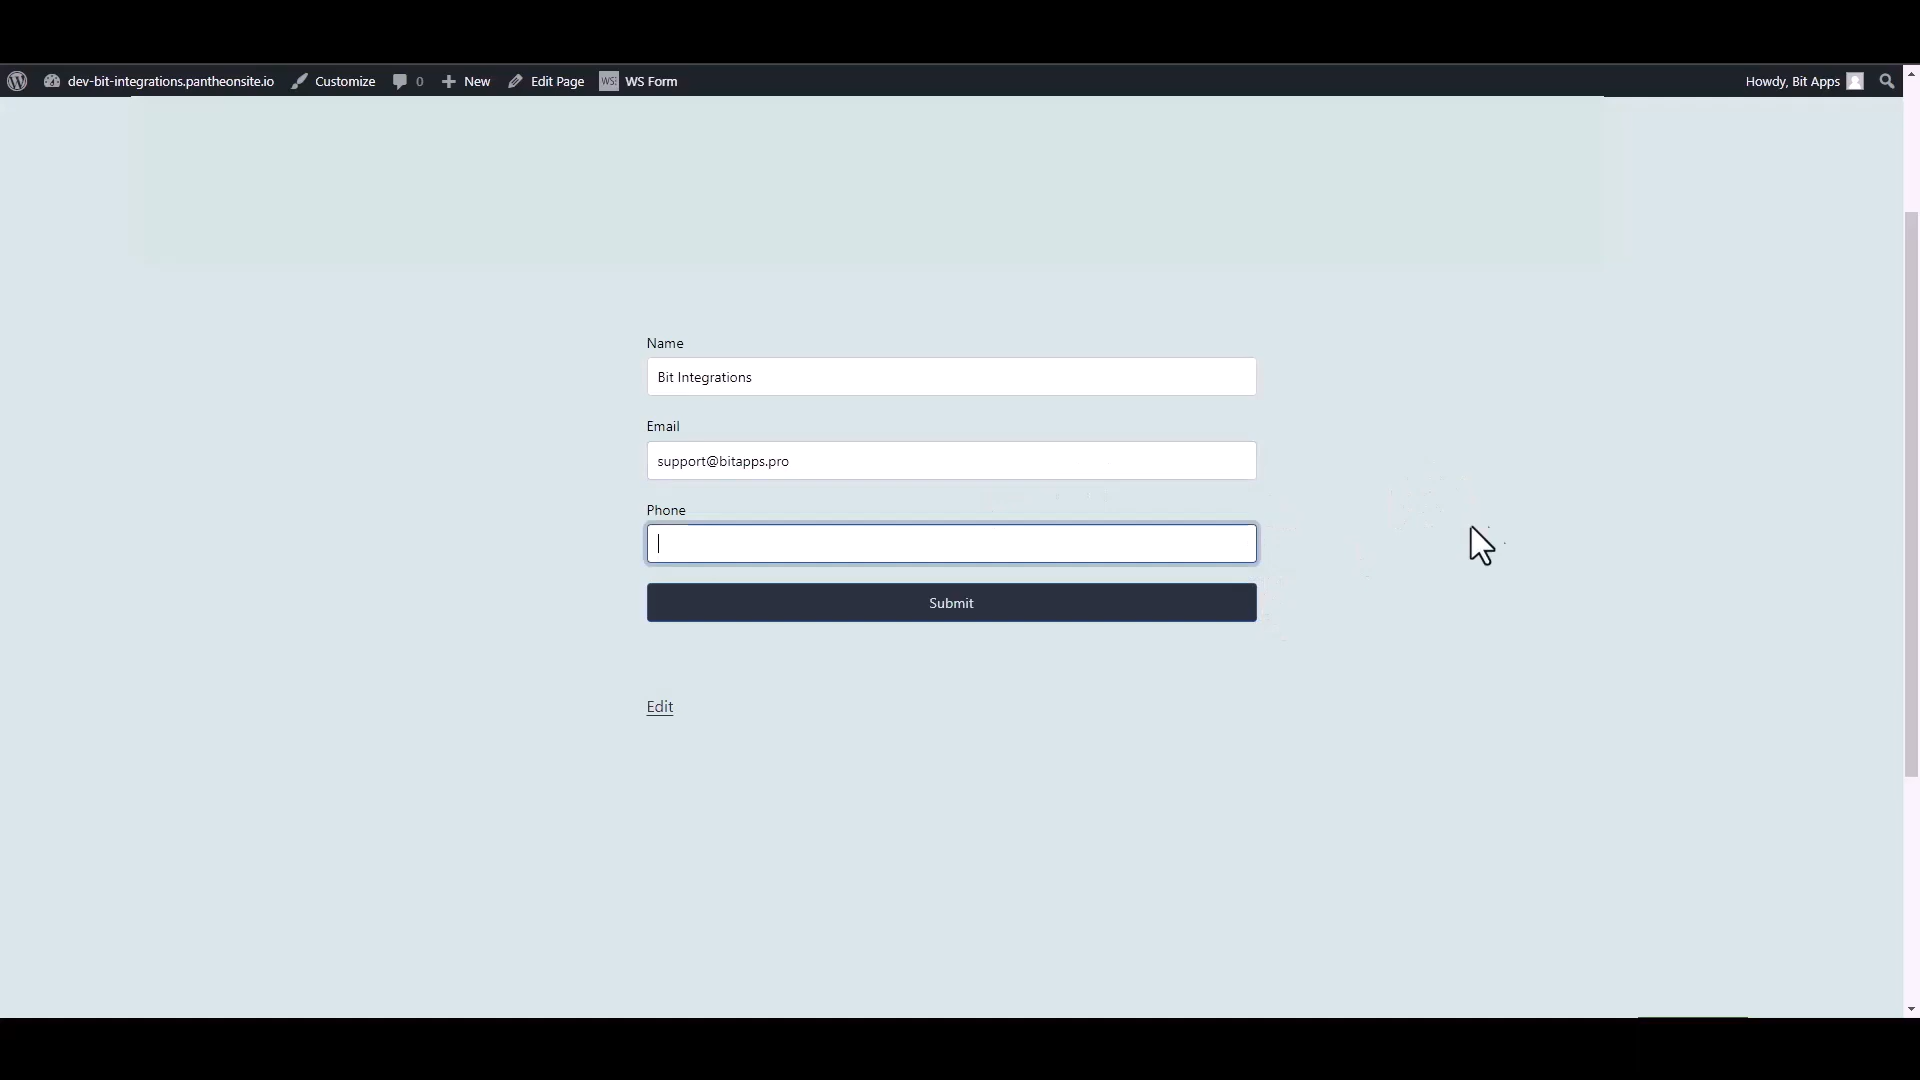 dev-bit-integrations.pantheonsite.io Customize 0 New Edit Page WS Form Howdy, Bit Apps
Name
Bit Integrations
Email
support@bitapps.pro
Phone
Submit
Edit